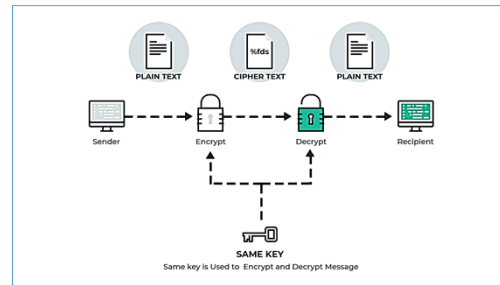 %fds
PLAIN TEXT CIPHER TEXT PLAIN TEXT
Sender Encrypt Decrypt Recipient
SAME KEY
Same key is Used to Encrypt and Decrypt Message